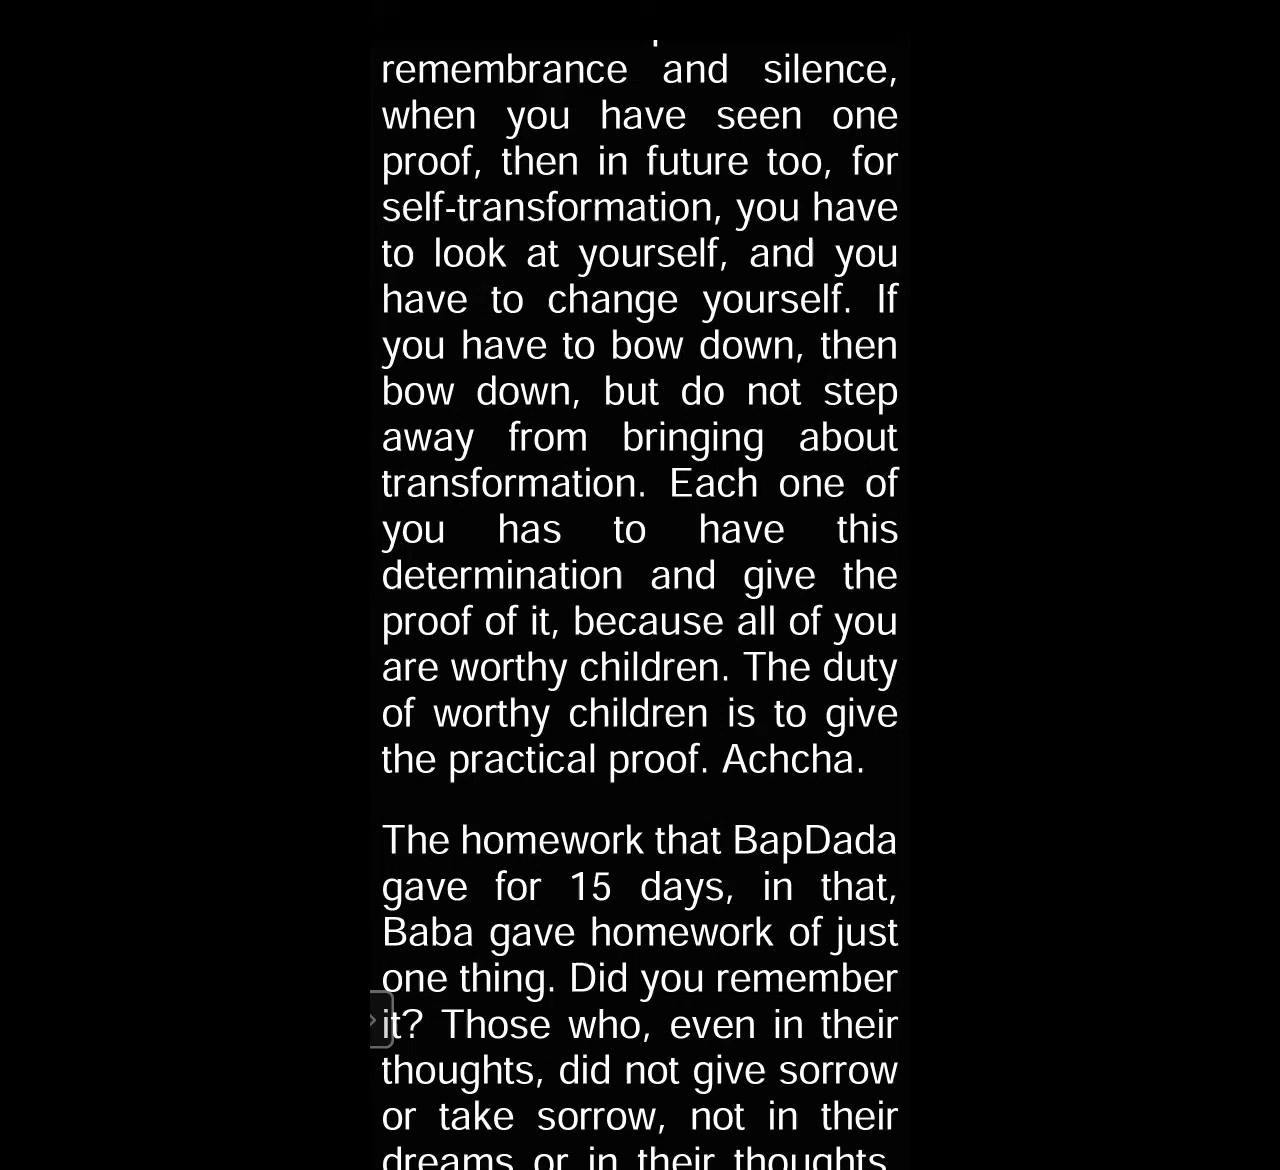 remembrance and silence,
when you have seen one
proof, then in future too, for
self-transformation, you have
to look at yourself, and you
have to change yourself. If
you have to bow down, then
bow down, but do not step
away from bringing about
transformation. Each one of
you has to have this
determination and give the
proof of it, because all of you
are worthy children. The duty
of worthy children is to give
the practical proof. Achcha.
The homework that BapDada
gave for 15 days, in that,
Baba gave homework of just
one thing. Did you remember
it? Those who, even in their
thoughts, did not give sorrow
or take sorrow, not in their
dreams or in their thoughts,